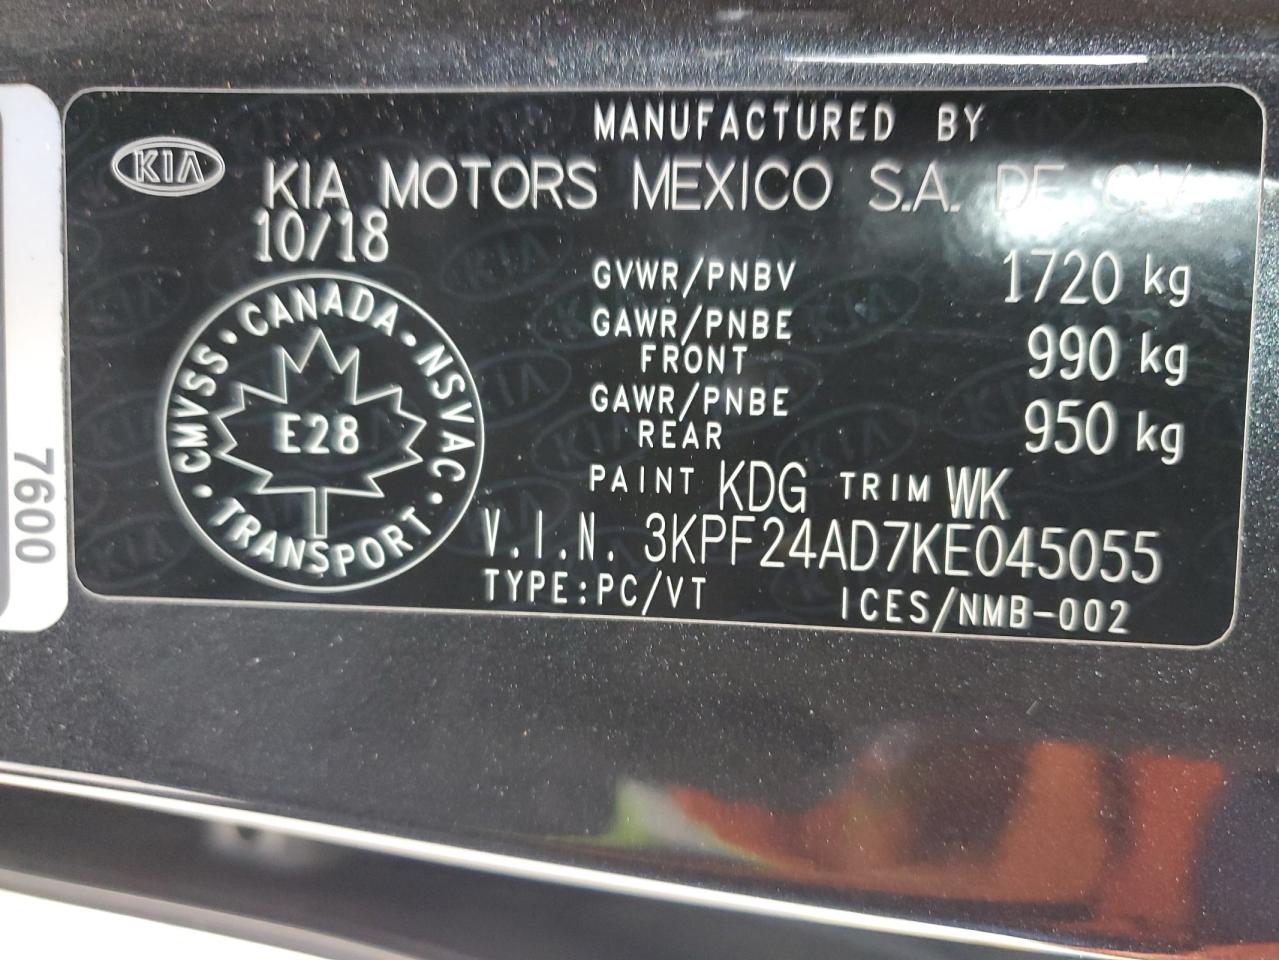 MANUFACTURED BY
KIA
KIA MOTORS MEXICO S.A. DE C.V.
10/18
GVWR/PNBV 1720 kg
GAWR/PNBE FRONT 990 kg
GAWR/PNBE REAR 950 kg
CMVSS · CANADA · NSVAC · TRANSPORT ·
E28
PAINT KDG TRIM WK
V.I.N. 3KPF24AD7KE045055
TYPE:PC/VT ICES/NMB-002
7600